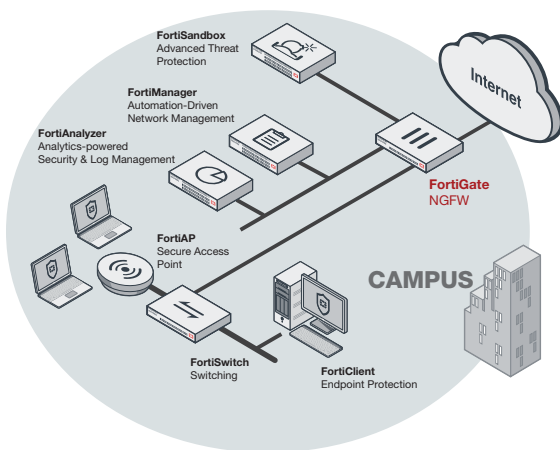 FortiSandbox
Advanced Threat
Protection
Internet
FortiManager
Automation-Driven
Network Management
FortiAnalyzer
Analytics-powered
Security & Log Management
FortiGate
NGFW
FortiAP
Secure Access
Point
CAMPUS
FortiSwitch
Switching
FortiClient
Endpoint Protection